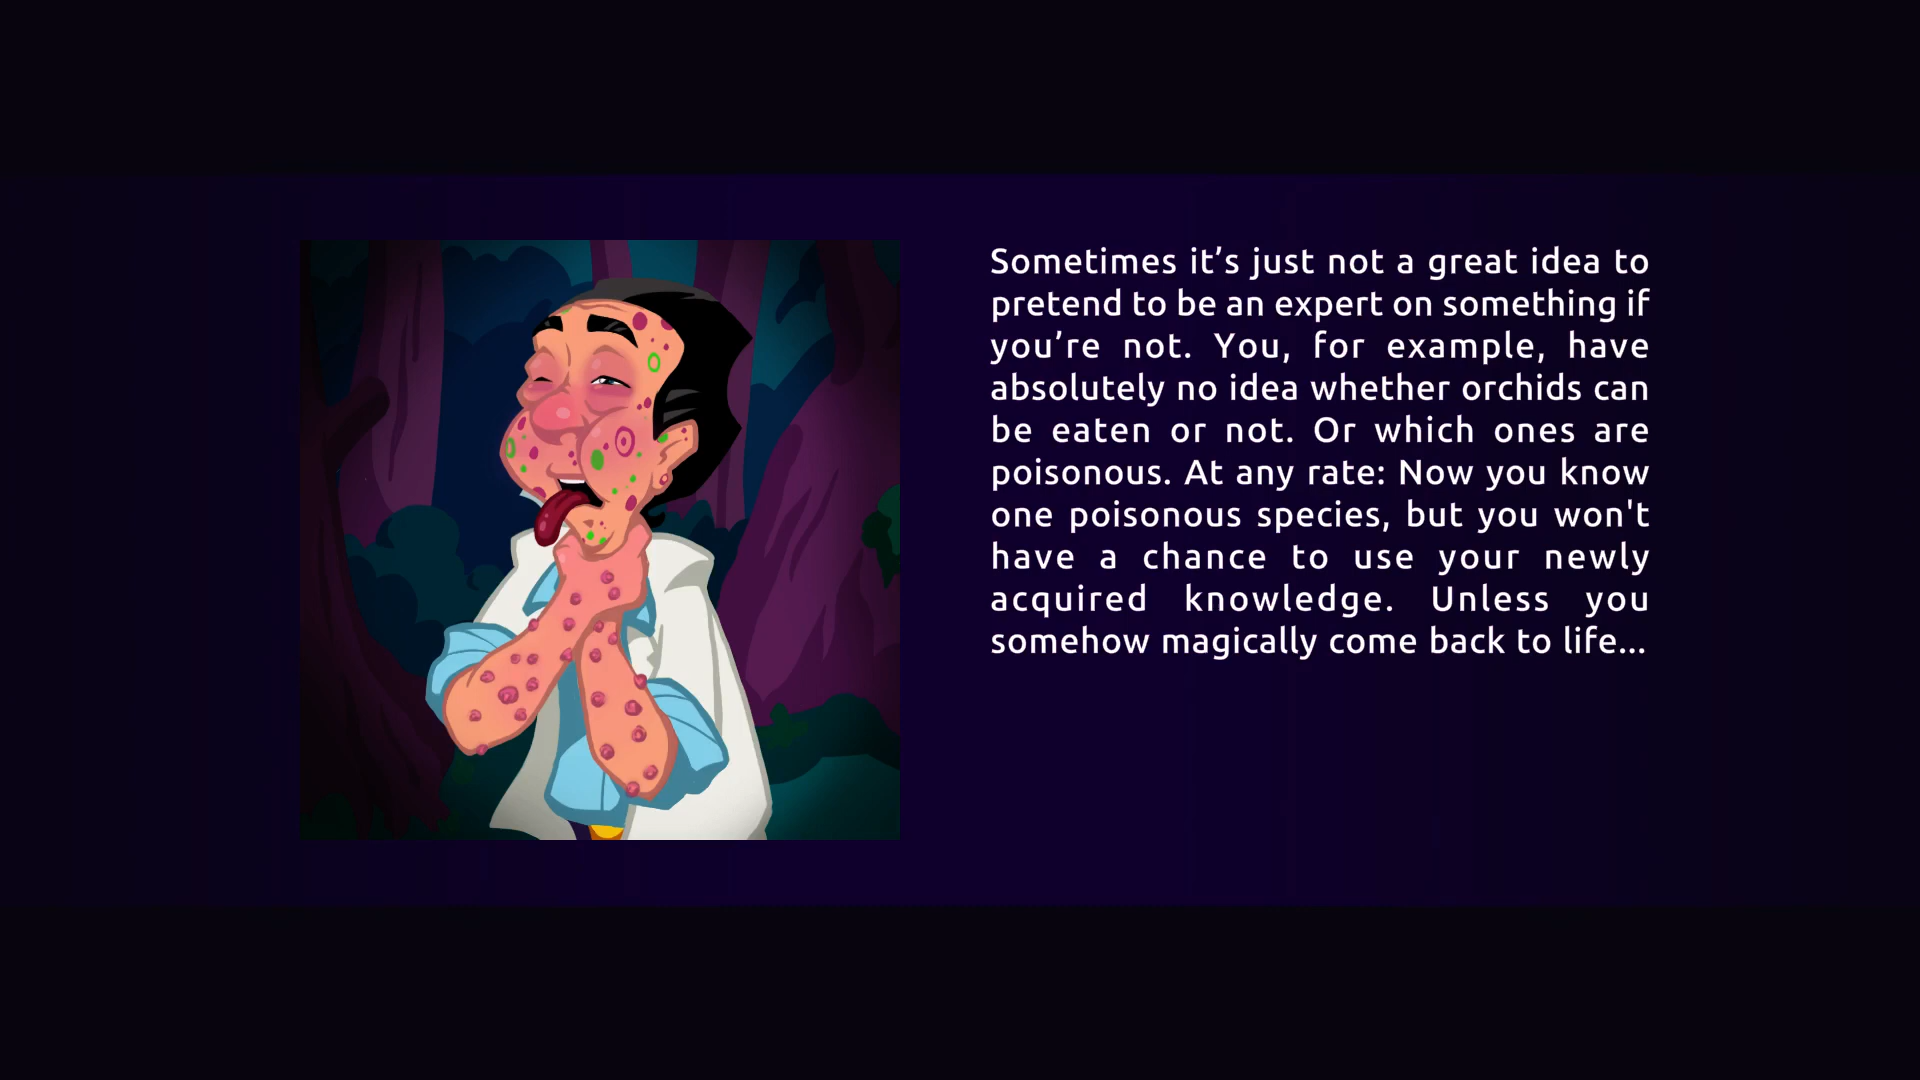 Sometimes it’s just not a great idea to
pretend to be an expert on something if
you’re not. You, for example, have
absolutely no idea whether orchids can
be eaten or not. Or which ones are
poisonous. At any rate: Now you know
one poisonous species, but you won't
have a chance to use your newly
acquired knowledge. Unless you
somehow magically come back to life...